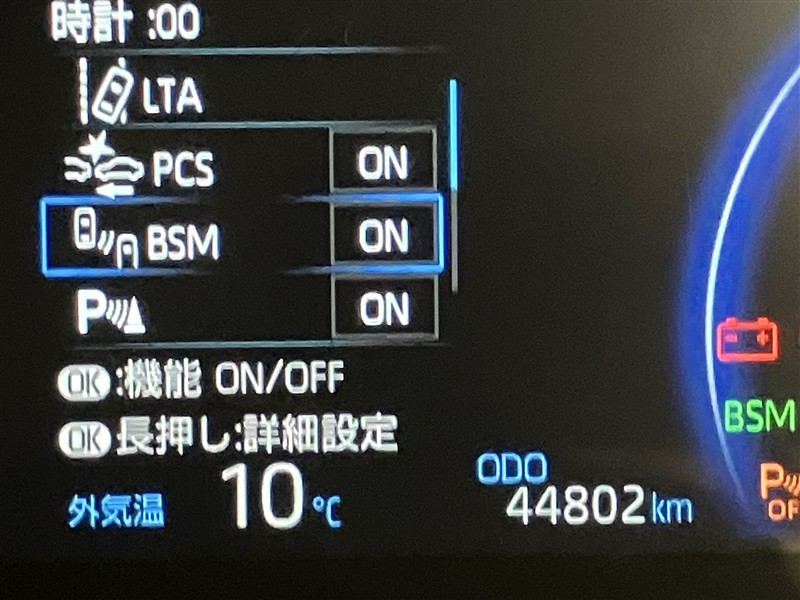 時計 :00
LTA
PCS ON
BSM ON
P ON
OK :機能 ON/OFF
OK 長押し:詳細設定
外気温 10℃
ODO
44802km
BSM
P
OF